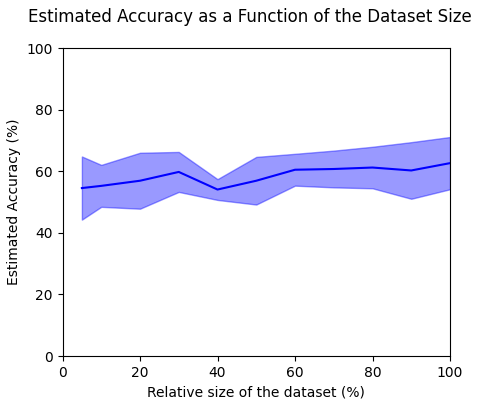 Estimated Accuracy as a Function of the Dataset Size
100
80
60
40
20
0
Estimated Accuracy (%)
0 20 40 60 80 100
Relative size of the dataset (%)